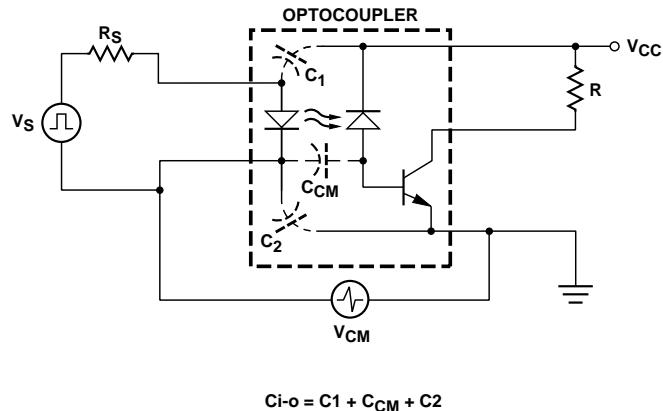 OPTOCOUPLER
RS
C1
VCC
R
VS
CCM
C2
VCM
Ci-o = C1 + CCM + C2